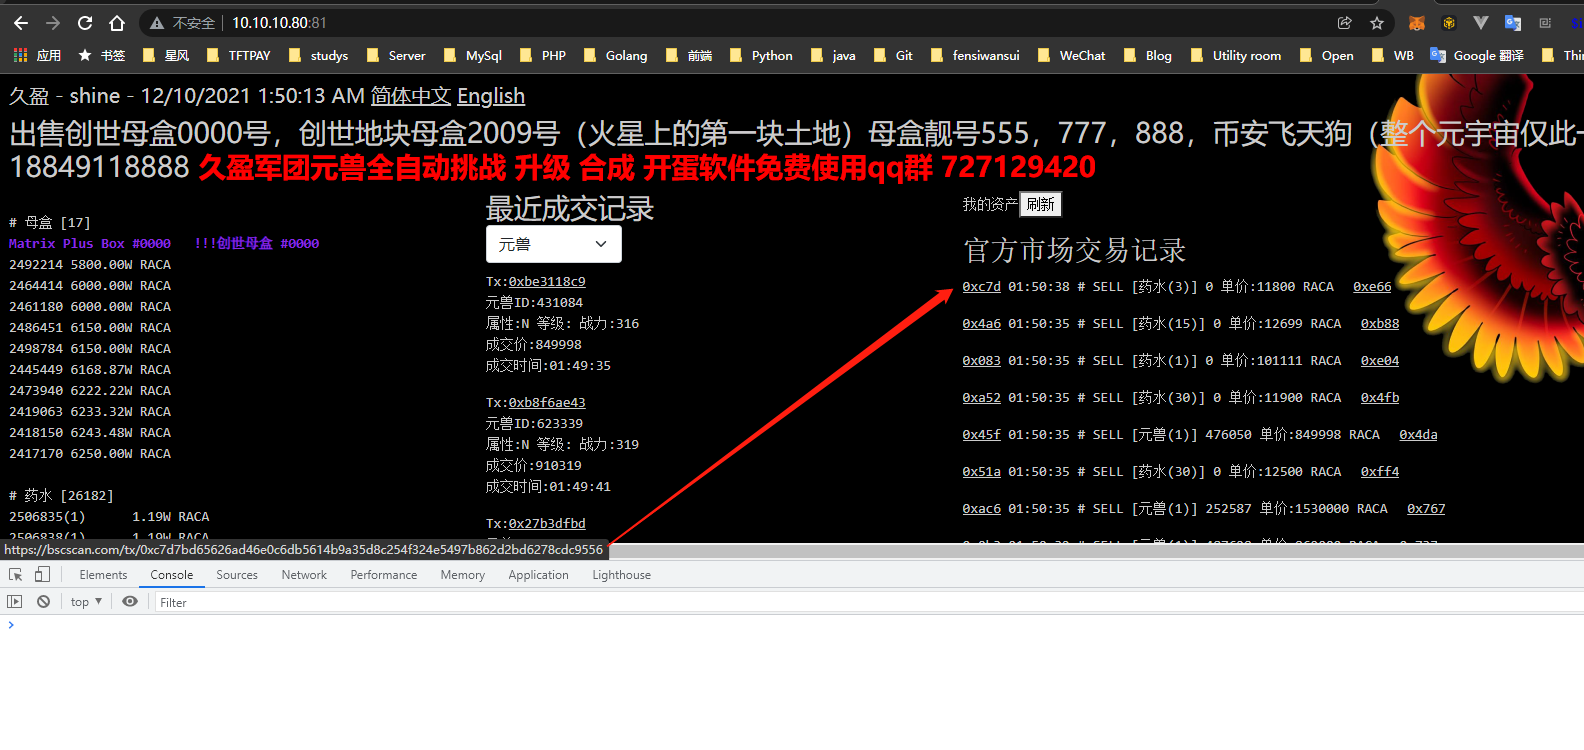 不安全 10.10.10.80:81
应用 书签 星风 TFTPAY studys Server MySql PHP Golang 前端 Python java Git fensiwansui WeChat Blog Utility room Open WB Google 翻译
久盈 - shine - 12/10/2021 1:50:13 AM 简体中文 English
出售创世母盒0000号，创世地块母盒2009号（火星上的第一块土地）母盒靓号555，777，888，币安飞天狗（整个元宇宙仅此一
18849118888 久盈军团元兽全自动挑战 升级 合成 开蛋软件免费使用qq群 727129420
# 母盒 [17]
Matrix Plus Box #0000 !!!创世母盒 #0000
2492214 5800.00W RACA
2464414 6000.00W RACA
2461180 6000.00W RACA
2486451 6150.00W RACA
2498784 6150.00W RACA
2445449 6168.87W RACA
2473940 6222.22W RACA
2419063 6233.32W RACA
2418150 6243.48W RACA
2417170 6250.00W RACA
# 药水 [26182]
2506835(1) 1.19W RACA
2506838(1) 1.19W RACA
最近成交记录
元兽
Tx:0xbe3118c9
元兽ID:431084
属性:N 等级: 战力:316
成交价:849998
成交时间:01:49:35
Tx:0xb8f6ae43
元兽ID:623339
属性:N 等级: 战力:319
成交价:910319
成交时间:01:49:41
Tx:0x27b3dfbd
我的资产 刷新
官方市场交易记录
0xc7d 01:50:38 # SELL [药水(3)] 0 单价:11800 RACA 0xe66
0x4a6 01:50:35 # SELL [药水(15)] 0 单价:12699 RACA 0xb88
0x083 01:50:35 # SELL [药水(1)] 0 单价:101111 RACA 0xe04
0xa52 01:50:35 # SELL [药水(30)] 0 单价:11900 RACA 0x4fb
0x45f 01:50:35 # SELL [元兽(1)] 476050 单价:849998 RACA 0x4da
0x51a 01:50:35 # SELL [药水(30)] 0 单价:12500 RACA 0xff4
0xac6 01:50:35 # SELL [元兽(1)] 252587 单价:1530000 RACA 0x767
https://bscscan.com/tx/0xc7d7bd65626ad46e0c6db5614b9a35d8c254f324e5497b862d2bd6278cdc9556
Elements Console Sources Network Performance Memory Application Lighthouse
top Filter